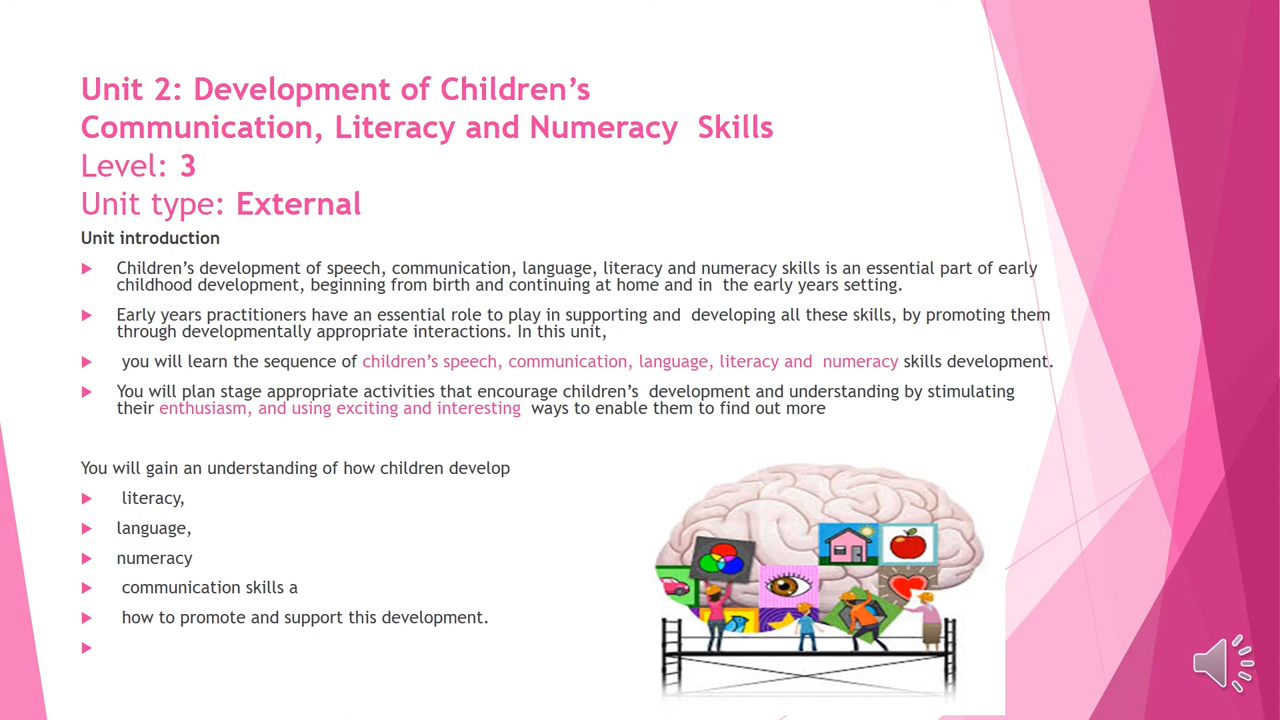 Unit 2: Development of Children’s
Communication, Literacy and Numeracy  Skills
Level: 3
Unit type: External
Unit introduction
Children’s development of speech, communication, language, literacy and numeracy skills is an essential part of early
childhood development, beginning from birth and continuing at home and in  the early years setting.
Early years practitioners have an essential role to play in supporting and  developing all these skills, by promoting them
through developmentally appropriate interactions. In this unit,
you will learn the sequence of children’s speech, communication, language, literacy and  numeracy skills development.
You will plan stage appropriate activities that encourage children’s  development and understanding by stimulating
their enthusiasm, and using exciting and interesting  ways to enable them to find out more
You will gain an understanding of how children develop
literacy,
language,
numeracy
communication skills a
how to promote and support this development.